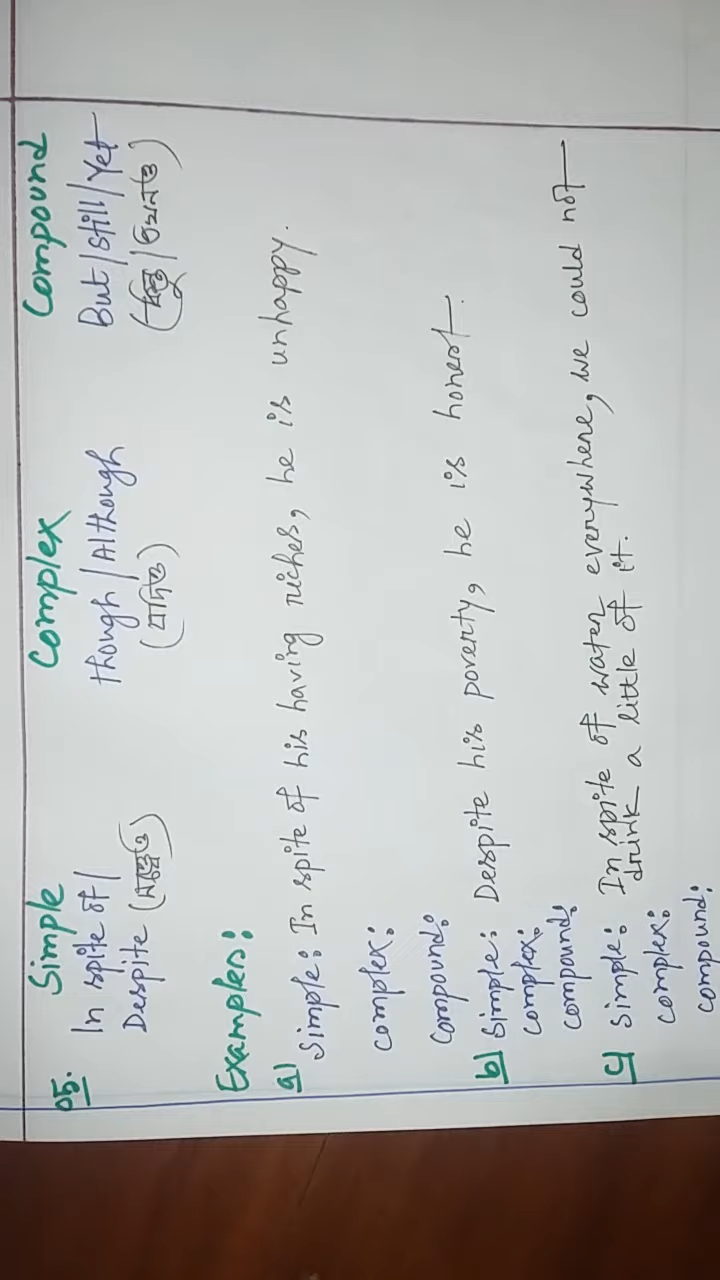 05. Simple Complex Compound
In spite of / though / Although But / still / Yet
Despite (সত্ত্বেও) (যদিও) (কিন্তু / তথাপিও)
Examples:
a) Simple: In spite of his having riches, he is unhappy.
complex:
compound:
b) Simple: Despite his poverty, he is honest.
complex:
compound:
c) Simple: In spite of water everywhere, we could not
drink a little of it.
complex:
compound: